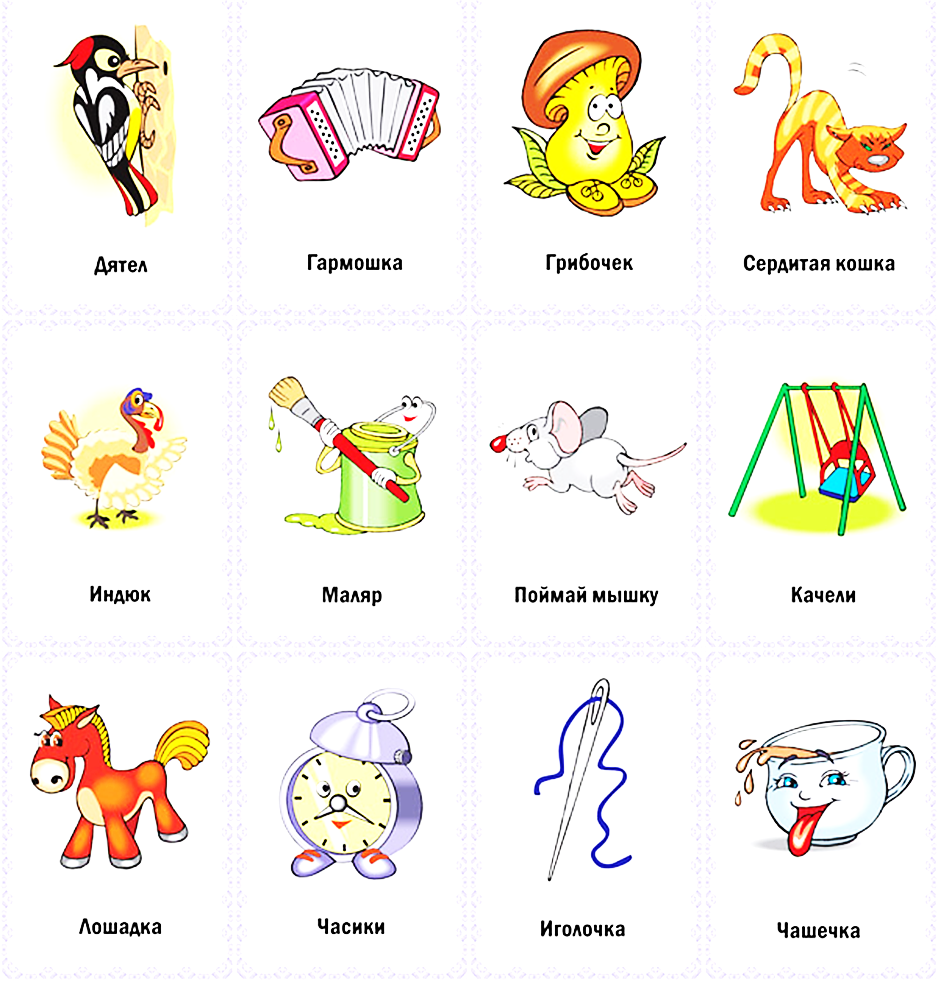 Дятел
Гармошка
Грибочек
Сердитая кошка
Индюк
Маляр
Поймай мышку
Качели
Лошадка
Часики
Иголочка
Чашечка